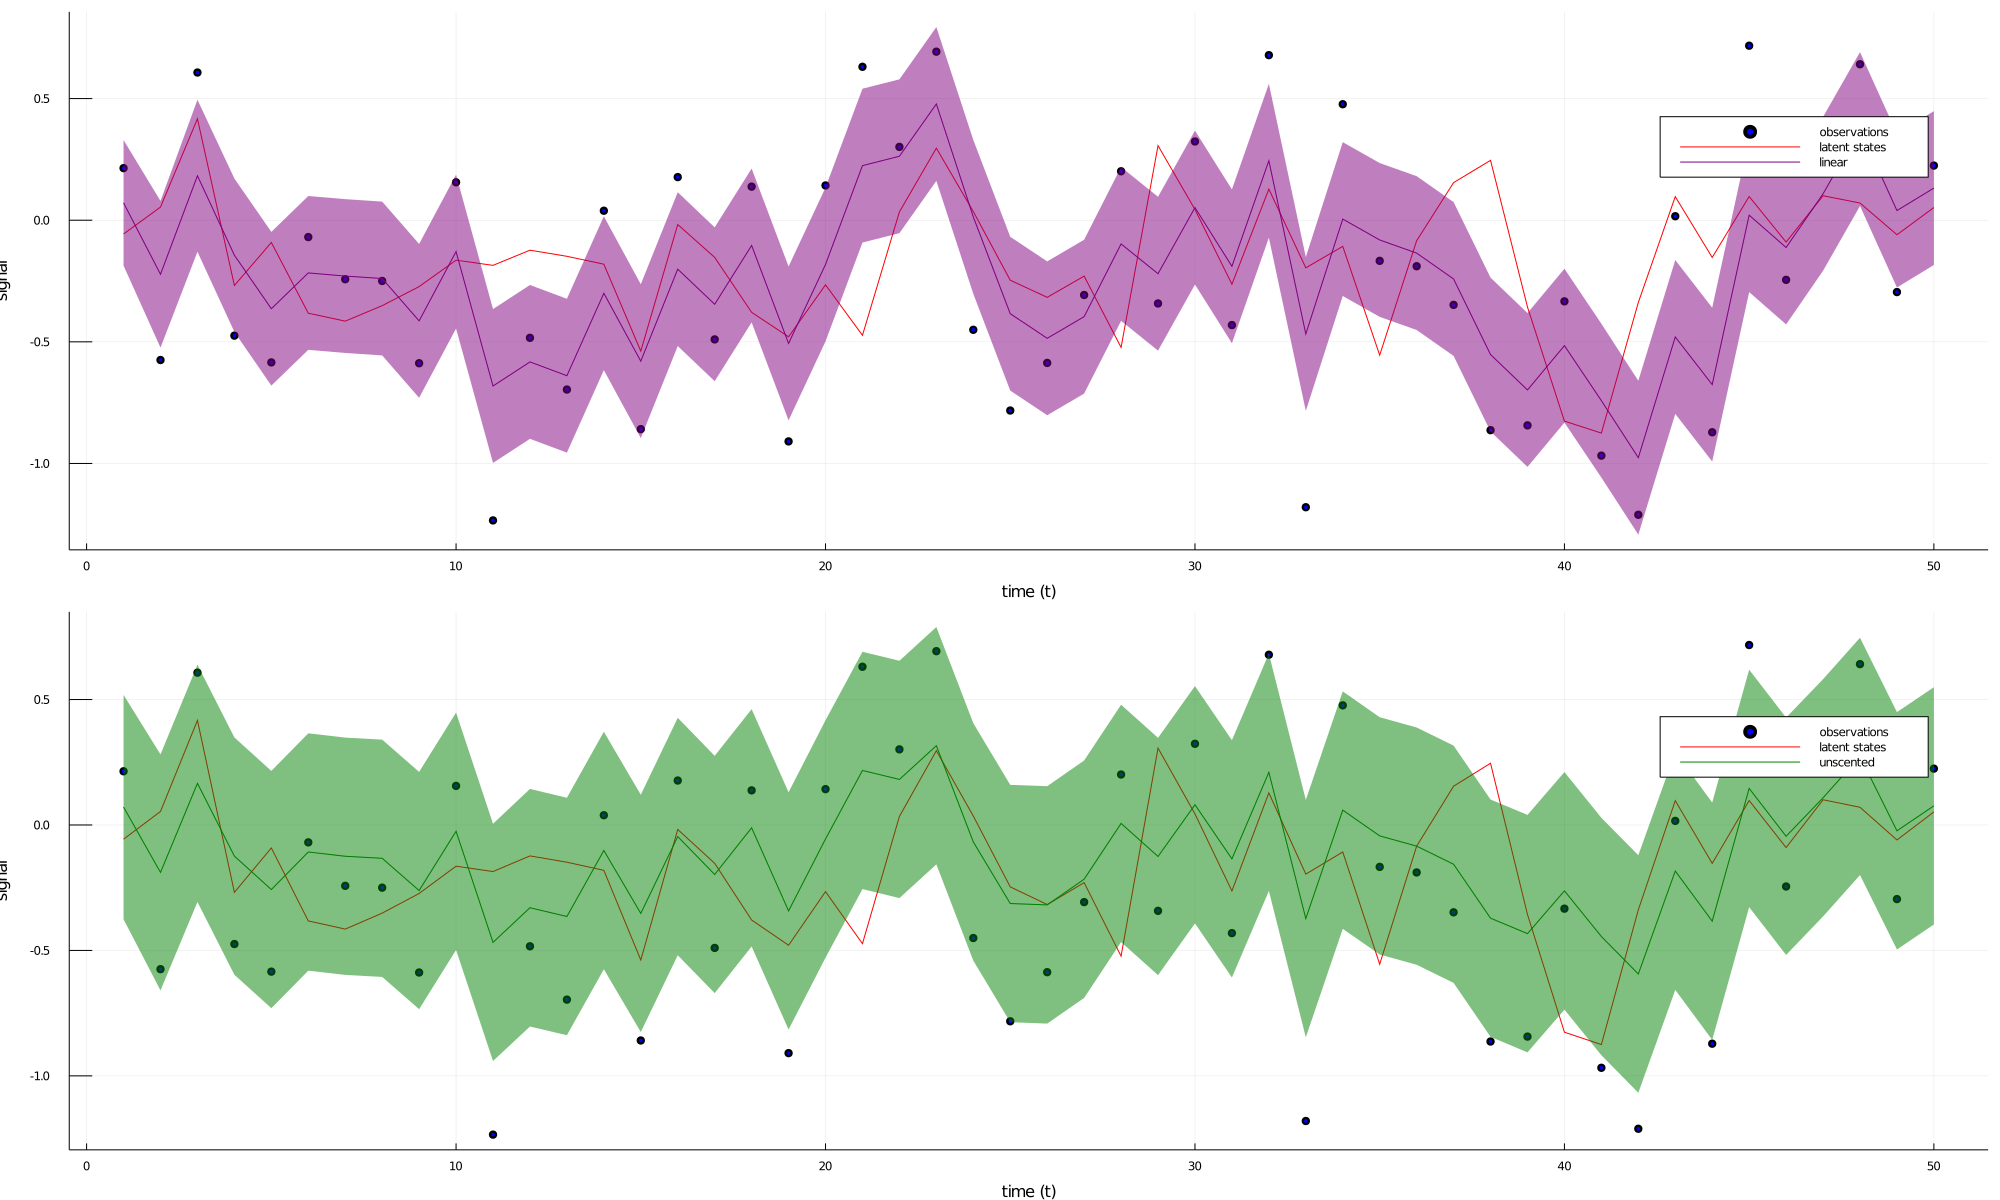 0.5
0.0
-0.5
-1.0
signal
observations
latent states
linear
0 10 20 30 40 50
time (t)
0.5
0.0
-0.5
-1.0
signal
observations
latent states
unscented
0 10 20 30 40 50
time (t)